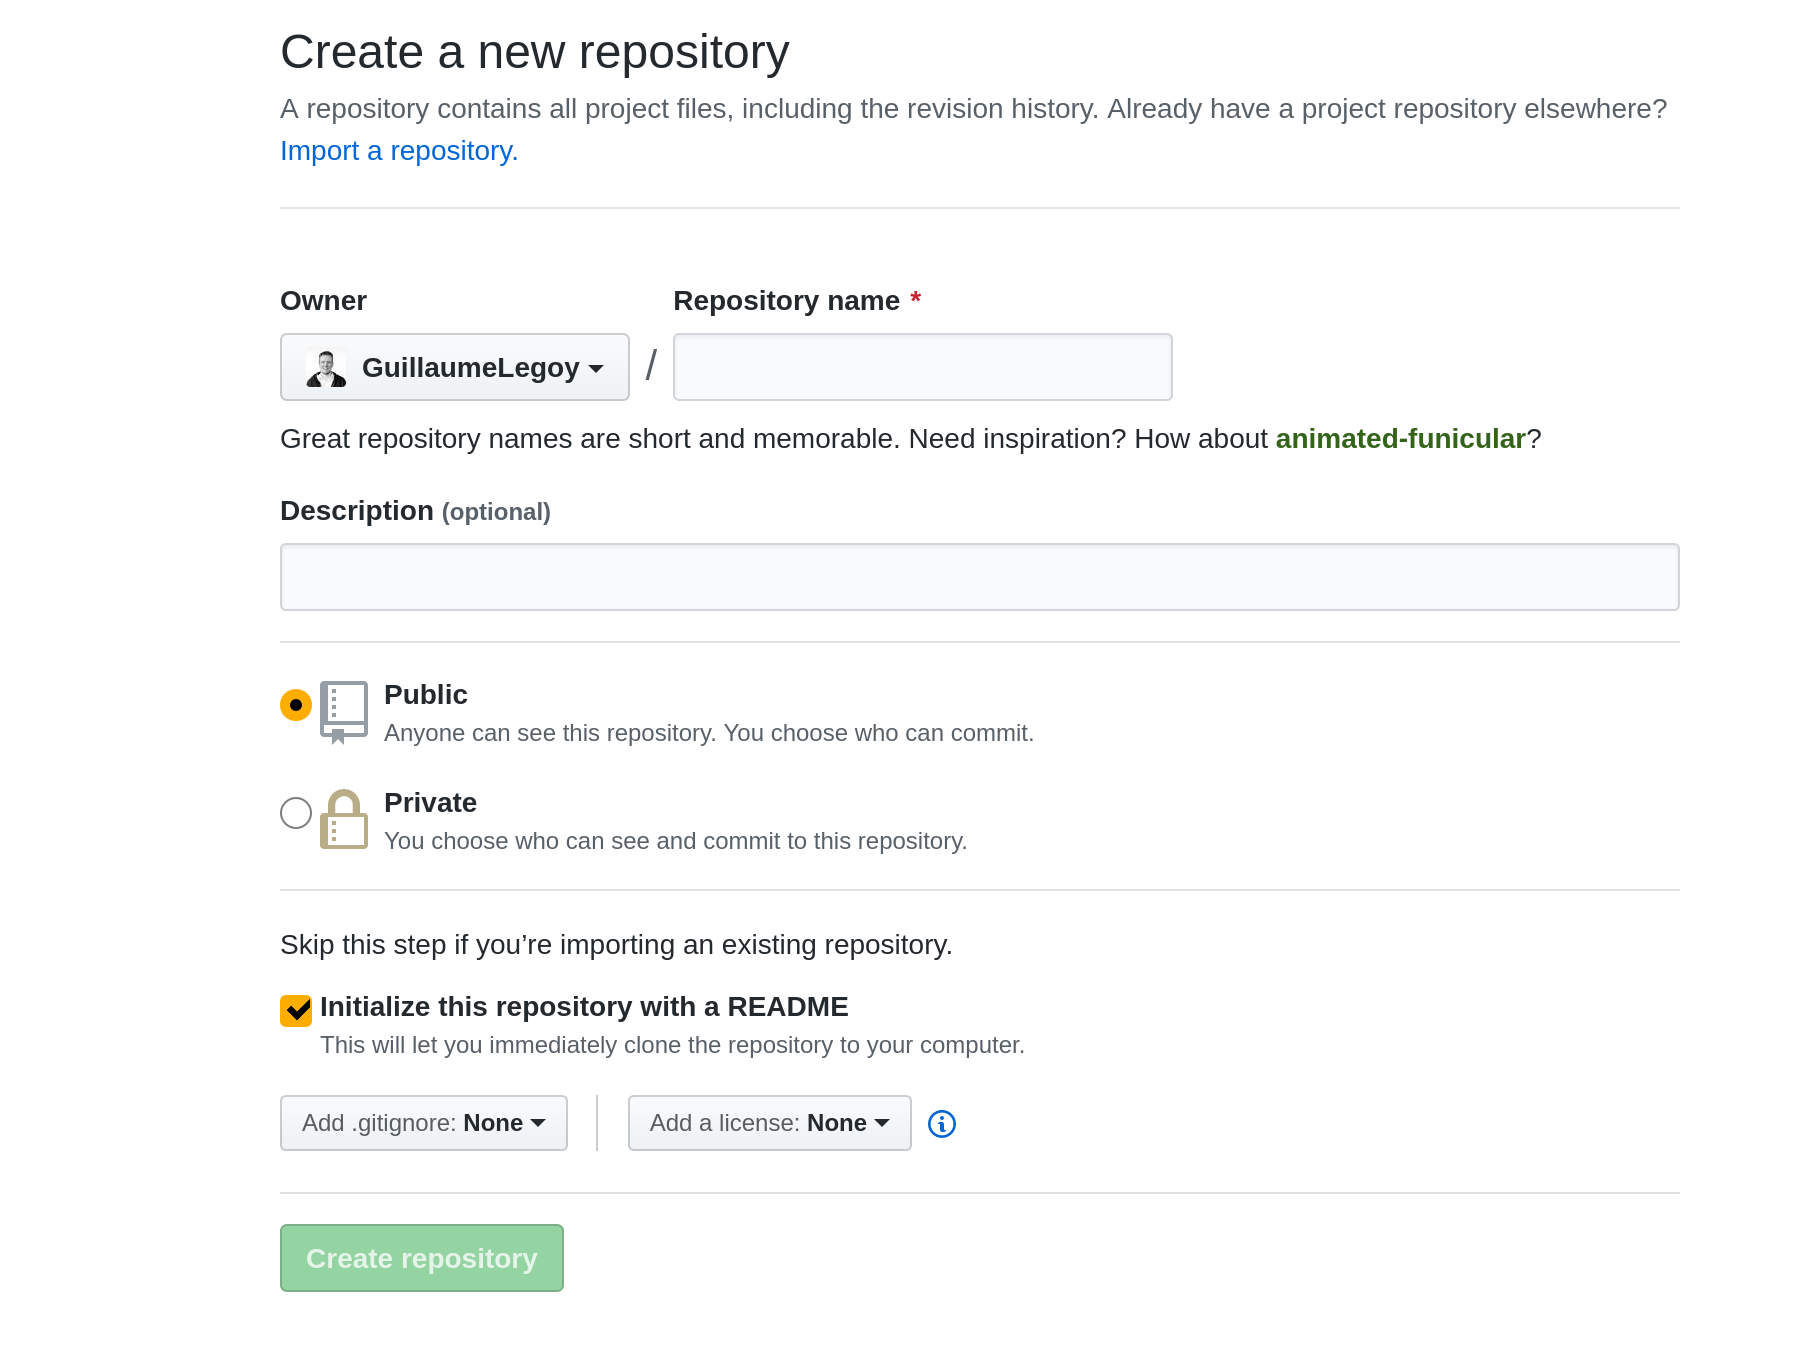 Create a new repository
A repository contains all project files, including the revision history. Already have a project repository elsewhere?
Import a repository.
Owner
Repository name *
GuillaumeLegoy
/
Great repository names are short and memorable. Need inspiration? How about animated-funicular?
Description (optional)
Public
Anyone can see this repository. You choose who can commit.
Private
You choose who can see and commit to this repository.
Skip this step if you’re importing an existing repository.
Initialize this repository with a README
This will let you immediately clone the repository to your computer.
Add .gitignore: None
Add a license: None
Create repository